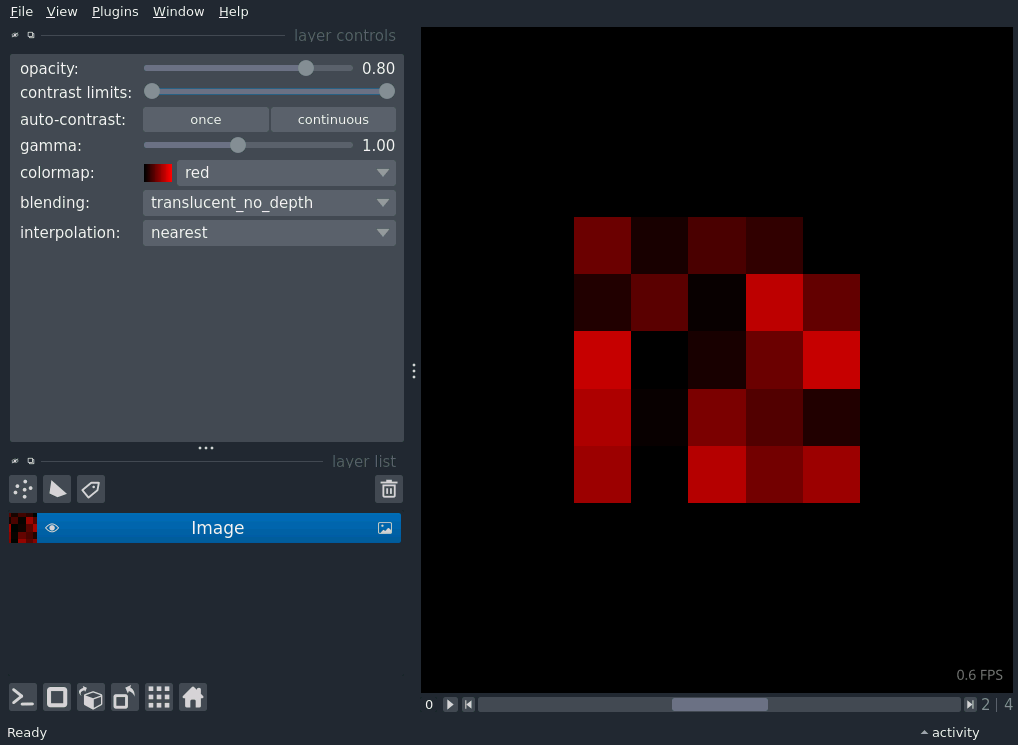 File View Plugins Window Help
layer controls
opacity: 0.80
contrast limits:
auto-contrast: once continuous
gamma: 1.00
colormap: red
blending: translucent_no_depth
interpolation: nearest
layer list
Image
0.6 FPS
0 2 | 4
Ready activity